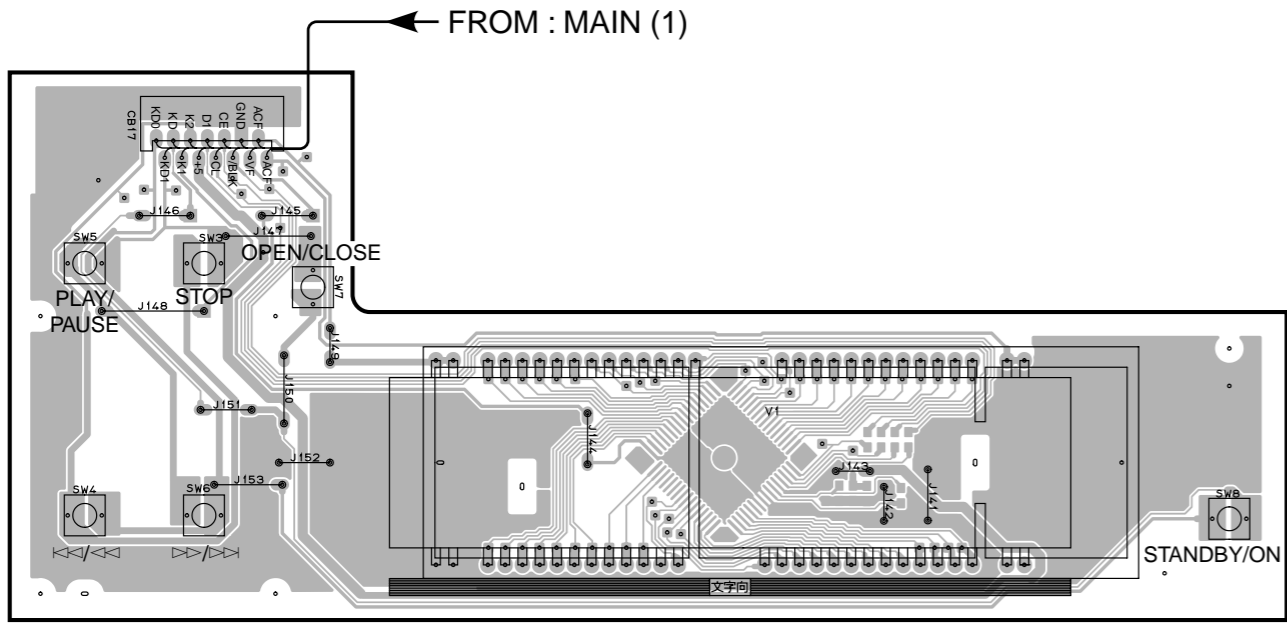 FROM : MAIN (1)
CB17
KD0
KD
K2
D1
CE
GND
ACF
KD1
K1
+5
CL
/BLK
VF
ACF
J146
J145
J147
SW5
SW3
OPEN/CLOSE
SW7
PLAY/
PAUSE
STOP
J148
J149
J150
J151
J152
J153
J144
V1
J143
J142
J141
SW4
SW6
SW8
STANDBY/ON
文字向